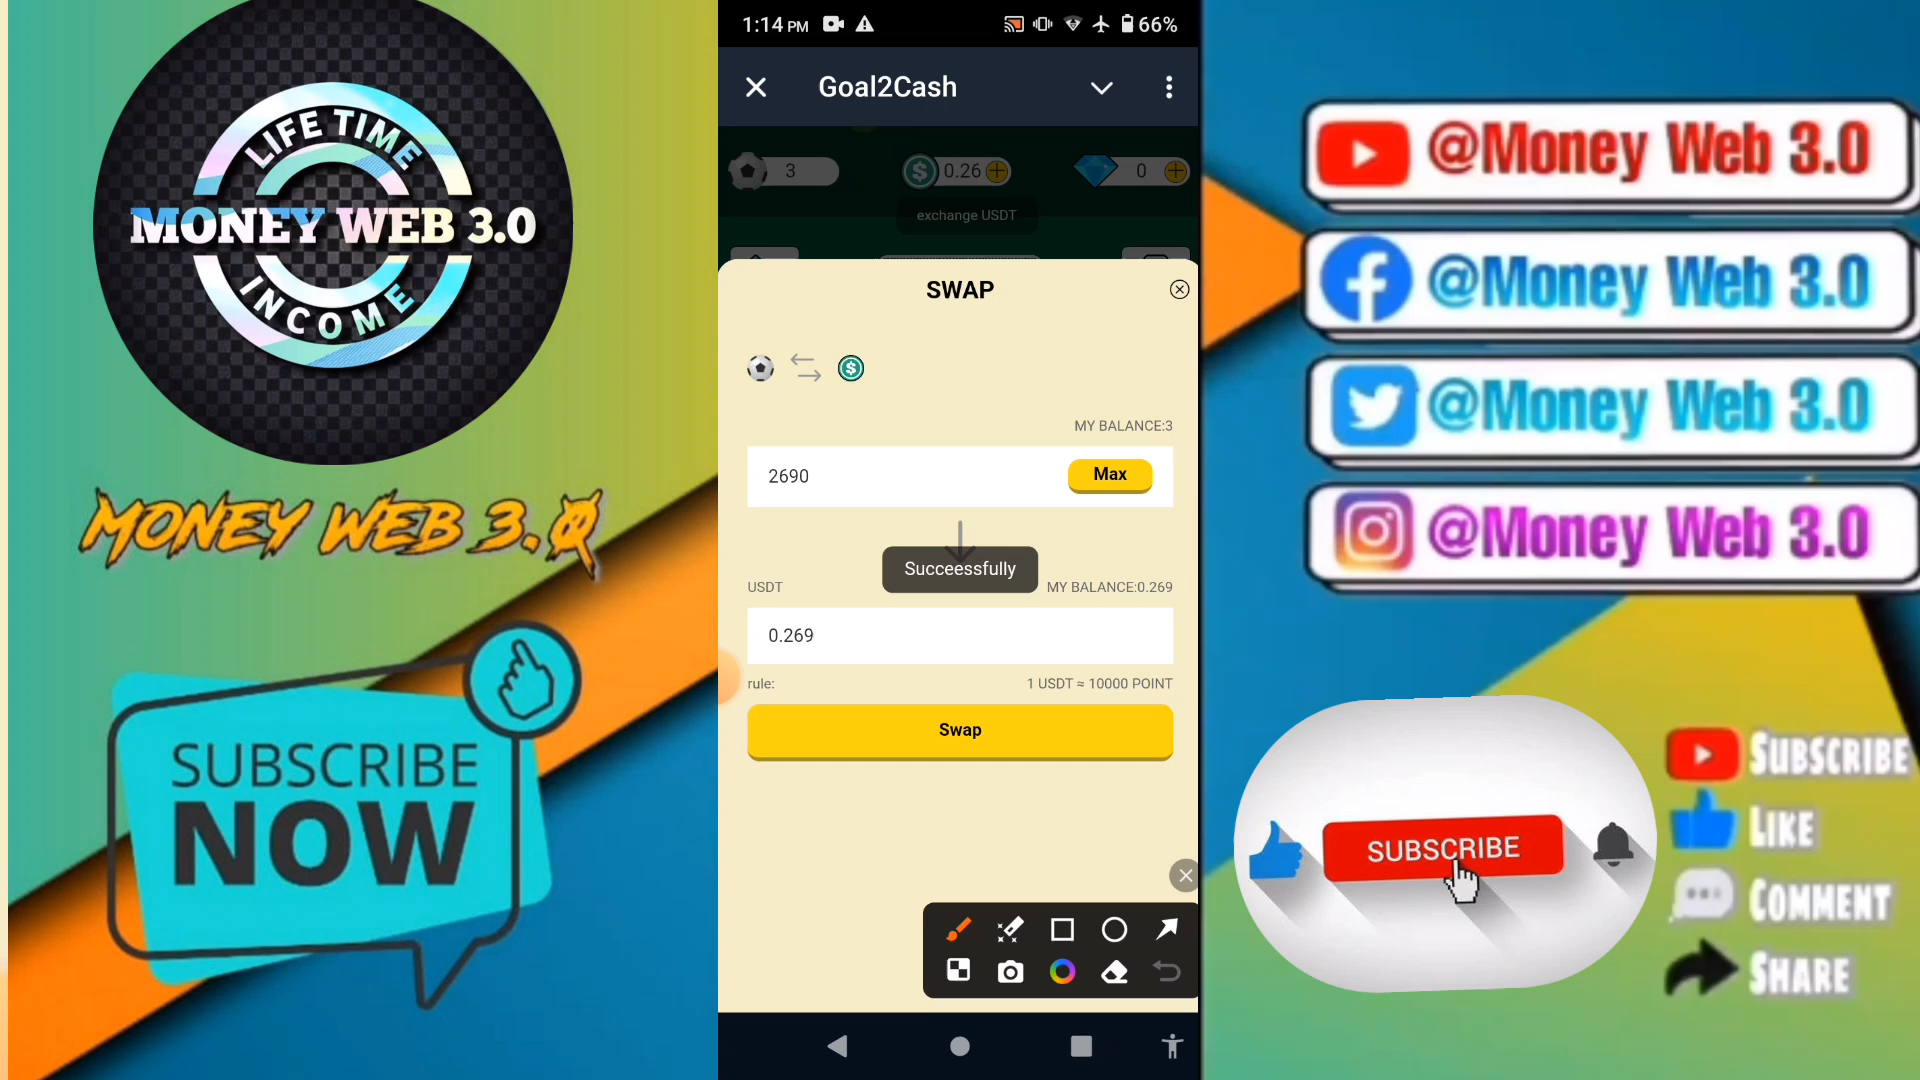 LIFE TIME
MONEY WEB 3.0
INCOME
MONEY WEB 3.0
SUBSCRIBE
NOW
1:14 PM
66%
Goal2Cash
3
0.26
0
exchange USDT
SWAP
MY BALANCE:3
2690
Max
Succeessfully
USDT
MY BALANCE:0.269
0.269
rule:
1 USDT ≈ 10000 POINT
Swap
@Money Web 3.0
@Money Web 3.0
@Money Web 3.0
@Money Web 3.0
SUBSCRIBE
SUBSCRIBE
LIKE
COMMENT
SHARE